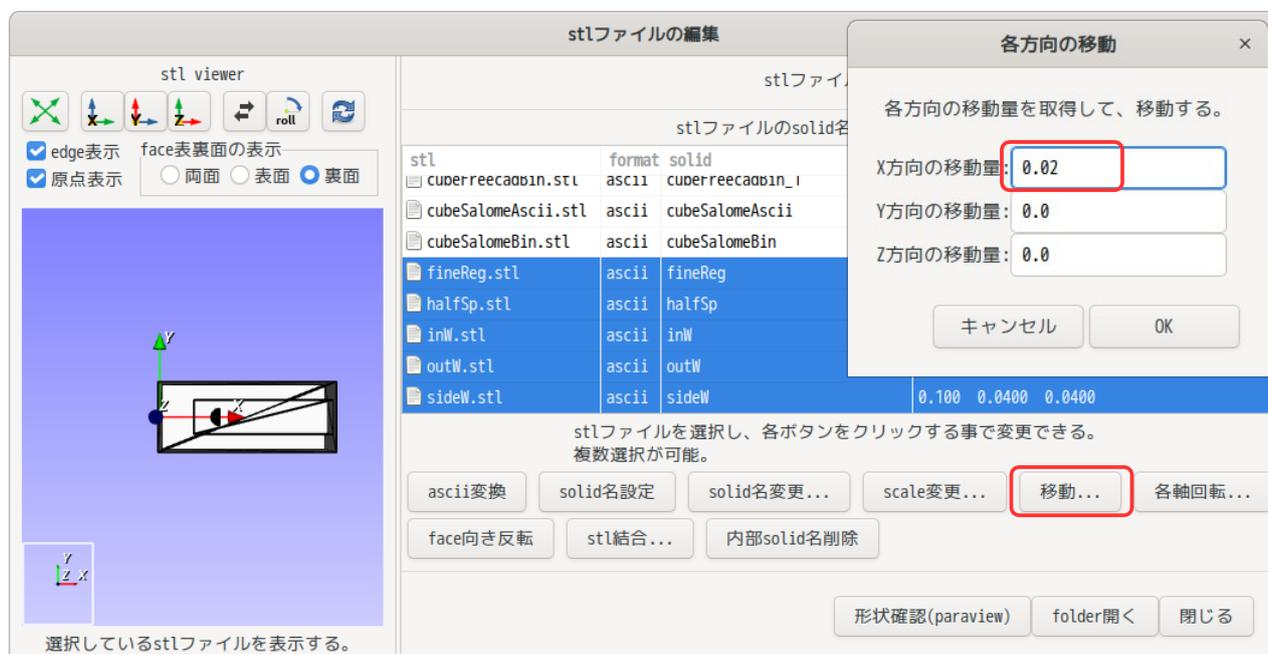 stlファイルの編集
各方向の移動
×
stl viewer
X
Y
Z
roll
edge表示
原点表示
face表裏面の表示
両面 表面 裏面
Y
Z X
Y
Z X
選択しているstlファイルを表示する。
stlファイル
stlファイルのsolid名
stl format solid
cubeFreecadBin.stl ascii cubeFreecadBin_1
cubeSalomeAscii.stl ascii cubeSalomeAscii
cubeSalomeBin.stl ascii cubeSalomeBin
fineReg.stl ascii fineReg
halfSp.stl ascii halfSp
inW.stl ascii inW
outW.stl ascii outW
sideW.stl ascii sideW 0.100 0.0400 0.0400
各方向の移動量を取得して、移動する。
X方向の移動量: 0.02
Y方向の移動量: 0.0
Z方向の移動量: 0.0
キャンセル OK
stlファイルを選択し、各ボタンをクリックする事で変更できる。
複数選択が可能。
ascii変換 solid名設定 solid名変更... scale変更... 移動... 各軸回転...
face向き反転 stl結合... 内部solid名削除
形状確認(paraview) folder開く 閉じる